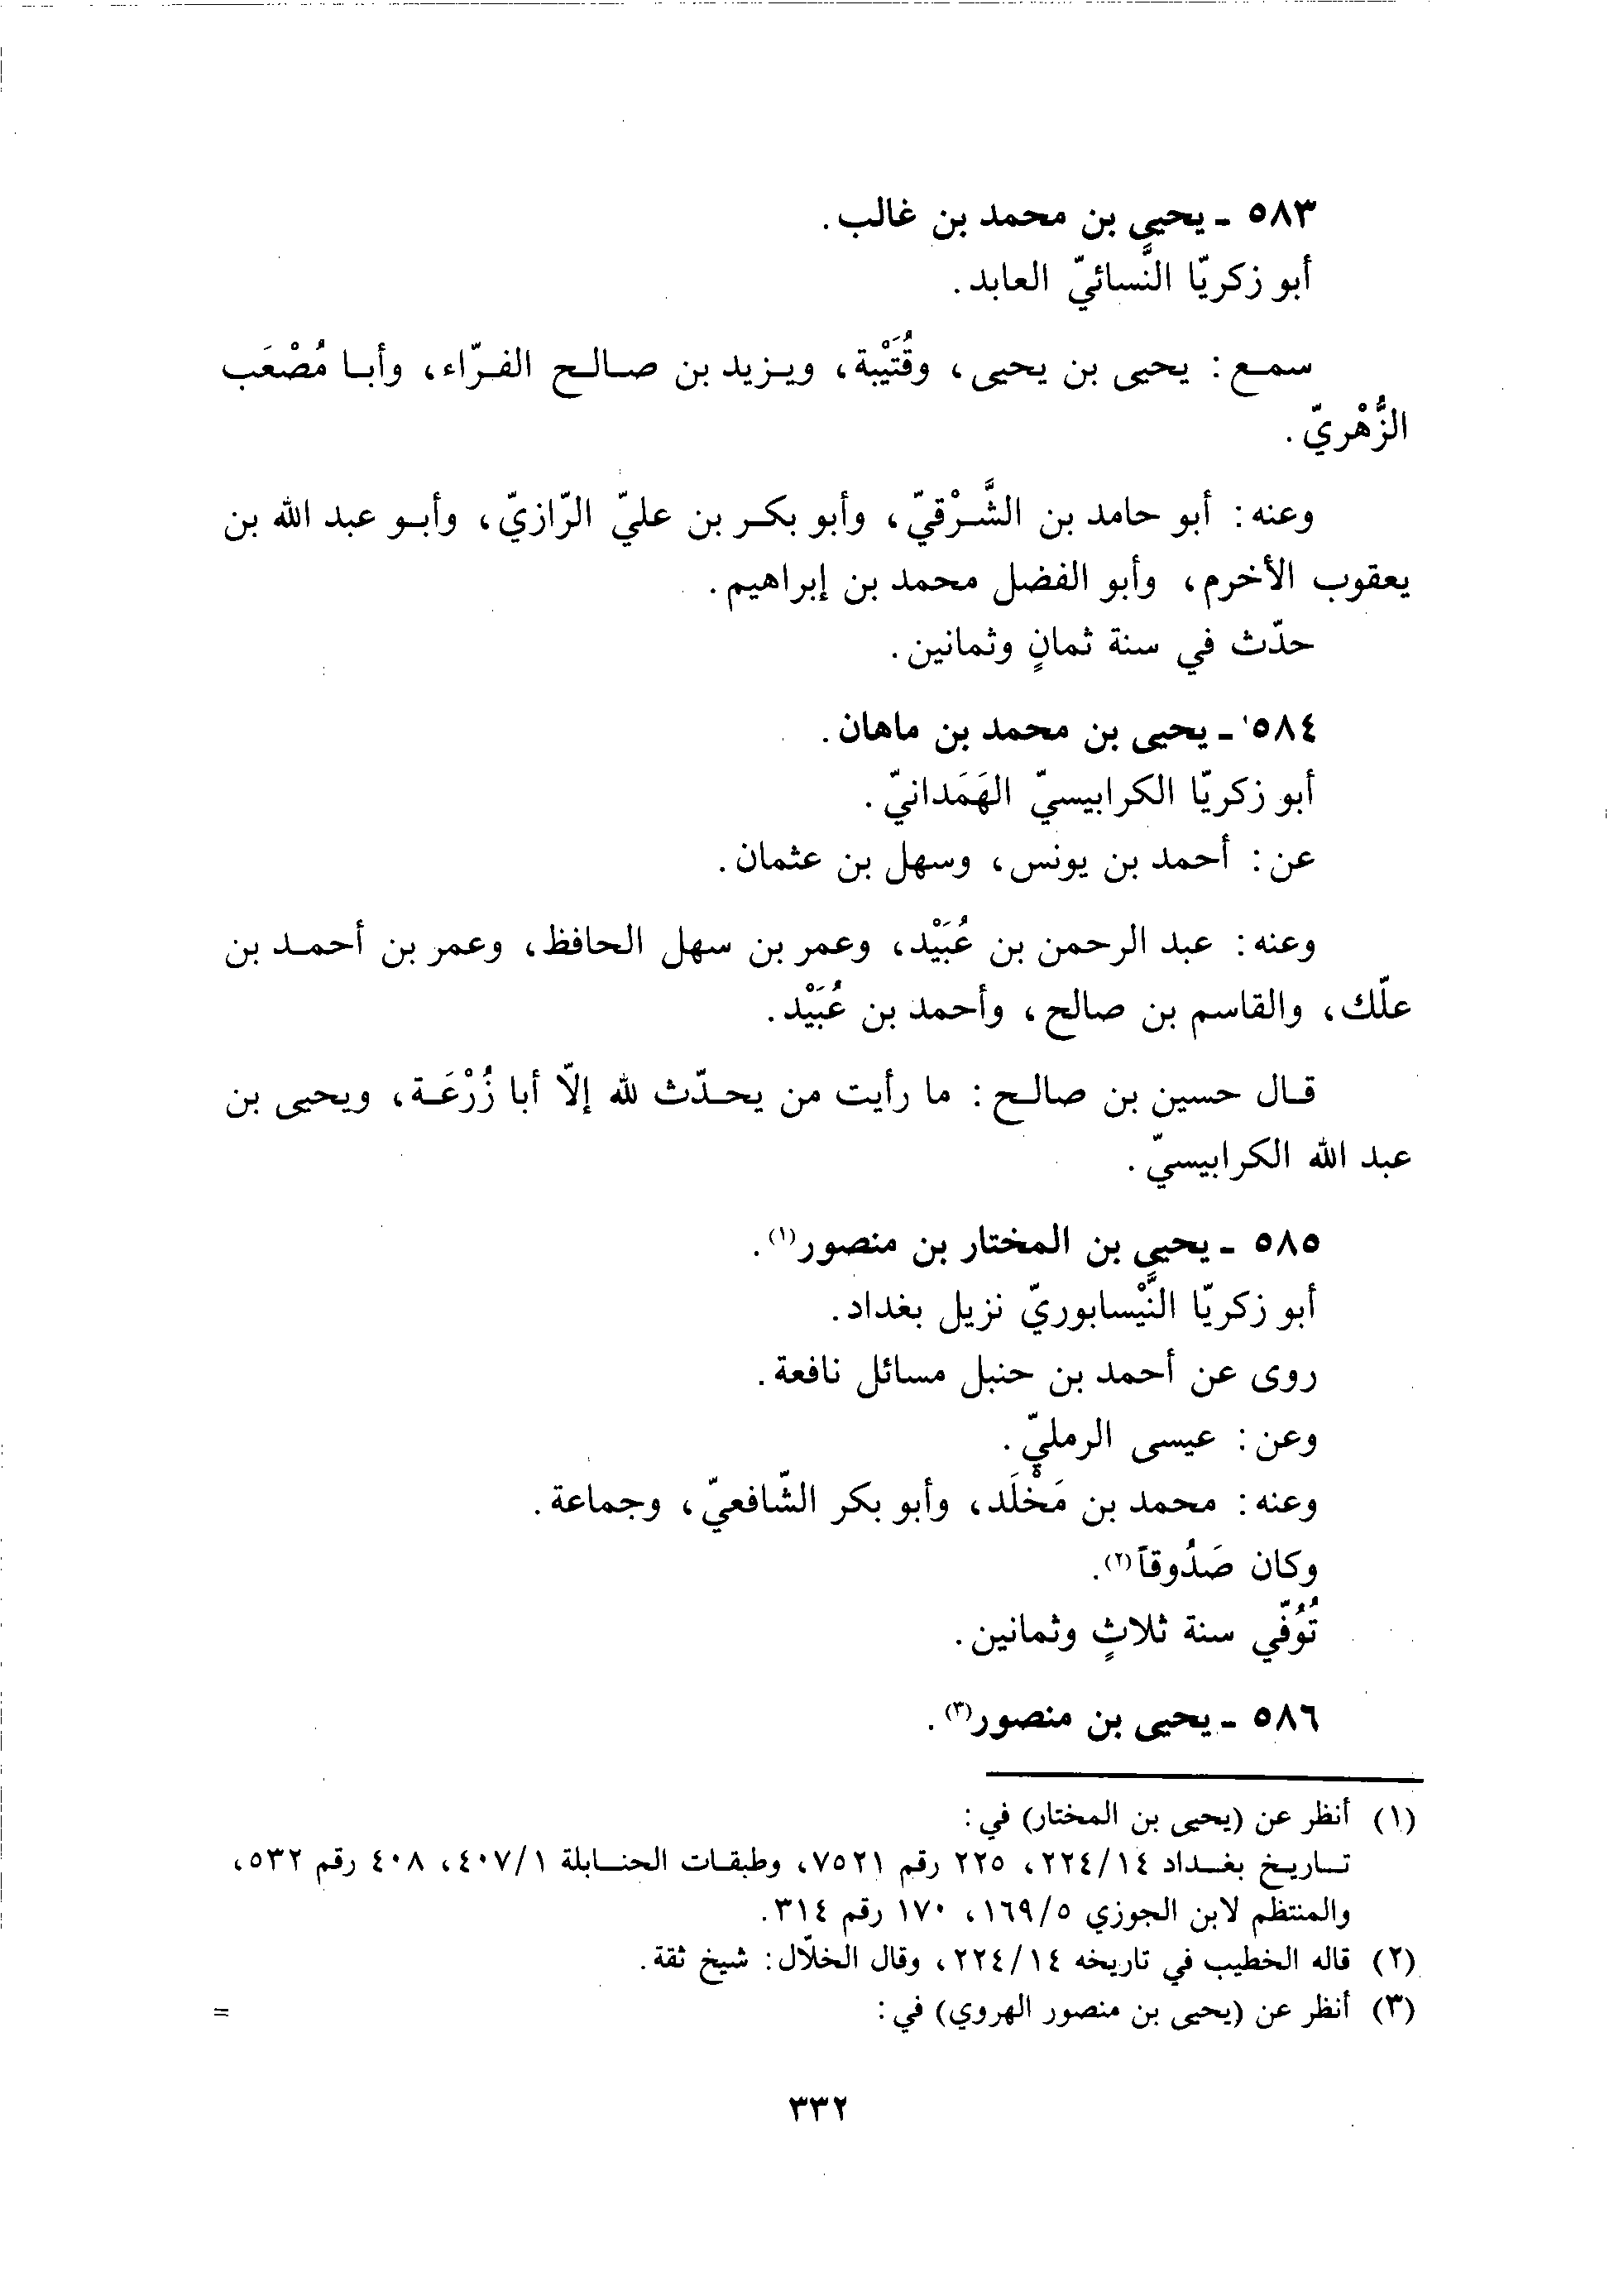 ٥٨٣ ـ يحيى بن محمد بن غالب.
أبو زكريّا النَّسائيّ العابد.
سمع: يحيى بن يحيى، وقُتَيْبة، ويزيد بن صالح الفرّاء، وأبا مُصْعَب
الزُّهْريّ.
وعنه: أبو حامد بن الشَّرْقيّ، وأبو بكر بن عليّ الرّازيّ، وأبو عبد الله بن
يعقوب الأخرم، وأبو الفضل محمد بن إبراهيم.
حدّث في سنة ثمانٍ وثمانين.
٥٨٤ ـ يحيى بن محمد بن ماهان.
أبو زكريّا الكرابيسيّ الهَمَدانيّ.
عن: أحمد بن يونس، وسهل بن عثمان.
وعنه: عبد الرحمن بن عُبَيْد، وعمر بن سهل الحافظ، وعمر بن أحمد بن
علّك، والقاسم بن صالح، وأحمد بن عُبَيْد.
قال حسين بن صالح: ما رأيت من يحدّث لله إلّا أبا زُرْعَة، ويحيى بن
عبد الله الكرابيسيّ.
٥٨٥ ـ يحيى بن المختار بن منصور(١).
أبو زكريّا النَّيْسابوريّ نزيل بغداد.
روى عن أحمد بن حنبل مسائل نافعة.
وعن: عيسى الرمليّ.
وعنه: محمد بن مَخْلَد، وأبو بكر الشّافعيّ، وجماعة.
وكان صَدُوقاً(٢).
تُوُفّي سنة ثلاثٍ وثمانين.
٥٨٦ ـ يحيى بن منصور(٣).
(١) أنظر عن (يحيى بن المختار) في:
تاريخ بغداد ١٤/٢٢٤، ٢٢٥ رقم ٧٥٢١، وطبقات الحنابلة ١/٤٠٧، ٤٠٨ رقم ٥٣٢،
والمنتظم لابن الجوزي ٥/١٦٩، ١٧٠ رقم ٣١٤.
(٢) قاله الخطيب في تاريخه ١٤/٢٢٤، وقال الخلّال: شيخ ثقة.
(٣) أنظر عن (يحيى بن منصور الهروي) في: =
٣٣٢